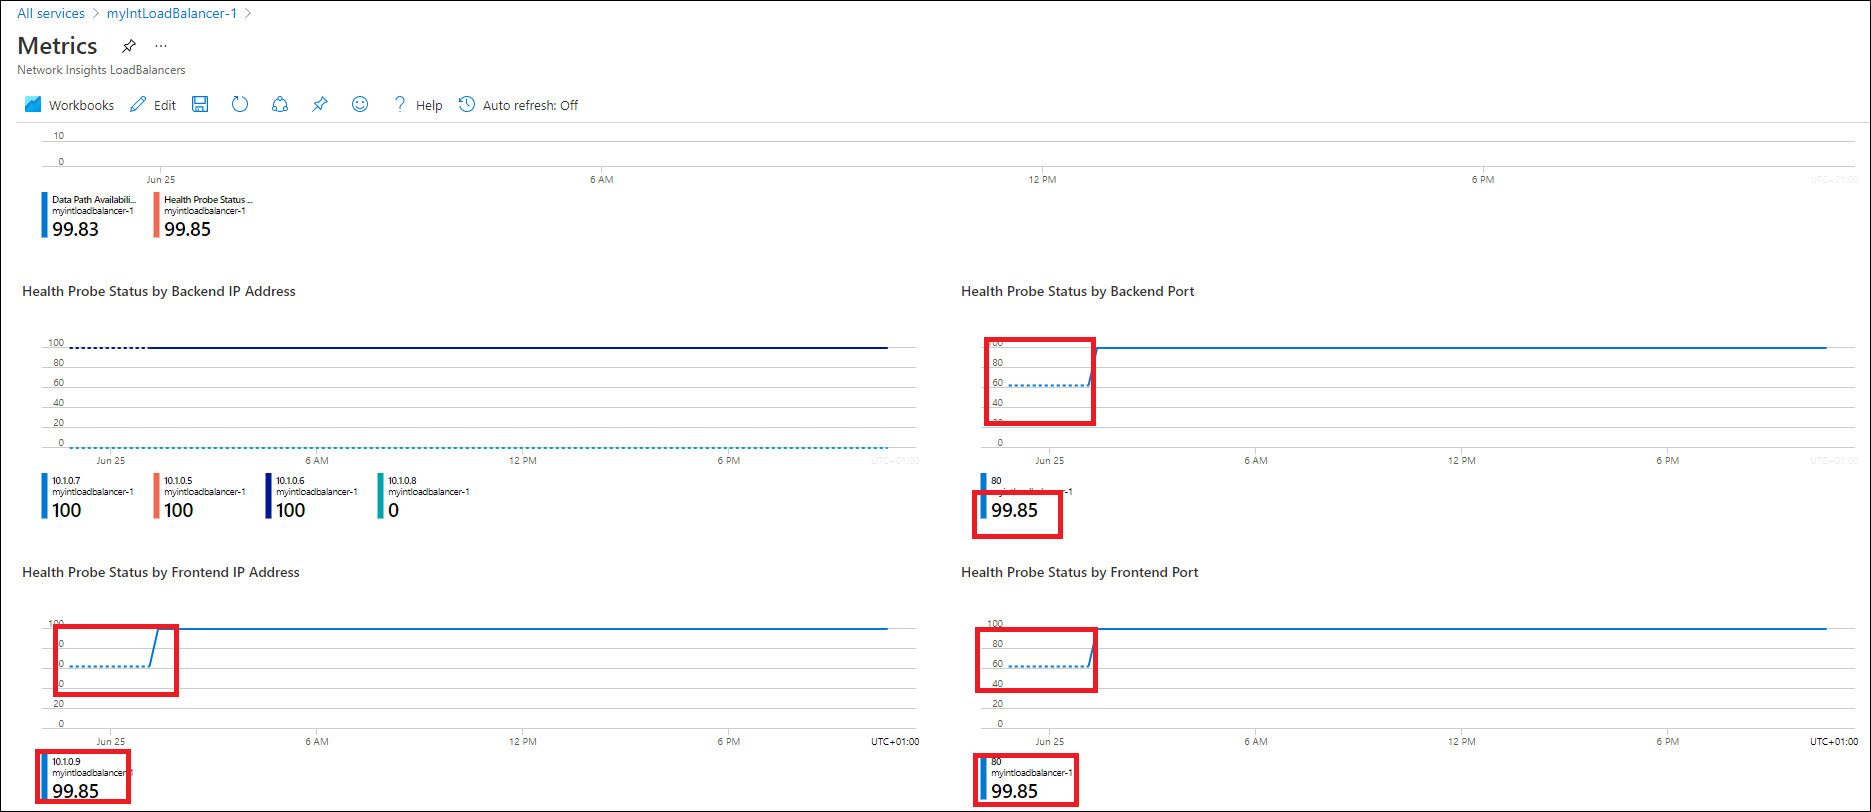 All services > myIntLoadBalancer-1 >
Metrics ...
Network Insights LoadBalancers
Workbooks Edit ? Help Auto refresh: Off
10
0
Jun 25 6 AM 12 PM 6 PM UTC+01:00
Data Path Availabili... Health Probe Status ...
myintloadbalancer-1 myintloadbalancer-1
99.83 99.85
Health Probe Status by Backend IP Address
100
80
60
40
20
0
Jun 25 6 AM 12 PM 6 PM UTC+01:00
10.1.0.7 10.1.0.5 10.1.0.6 10.1.0.8
myintloadbalancer-1 myintloadbalancer-1 myintloadbalancer-1 myintloadbalancer-1
100 100 100 0
Health Probe Status by Backend Port
100
80
60
40
20
0
Jun 25 6 AM 12 PM 6 PM UTC+01:00
80
myintloadbalancer-1
99.85
Health Probe Status by Frontend IP Address
100
80
60
40
20
0
Jun 25 6 AM 12 PM 6 PM UTC+01:00
10.1.0.9
myintloadbalancer-1
99.85
Health Probe Status by Frontend Port
100
80
60
40
20
0
Jun 25 6 AM 12 PM 6 PM UTC+01:00
80
myintloadbalancer-1
99.85